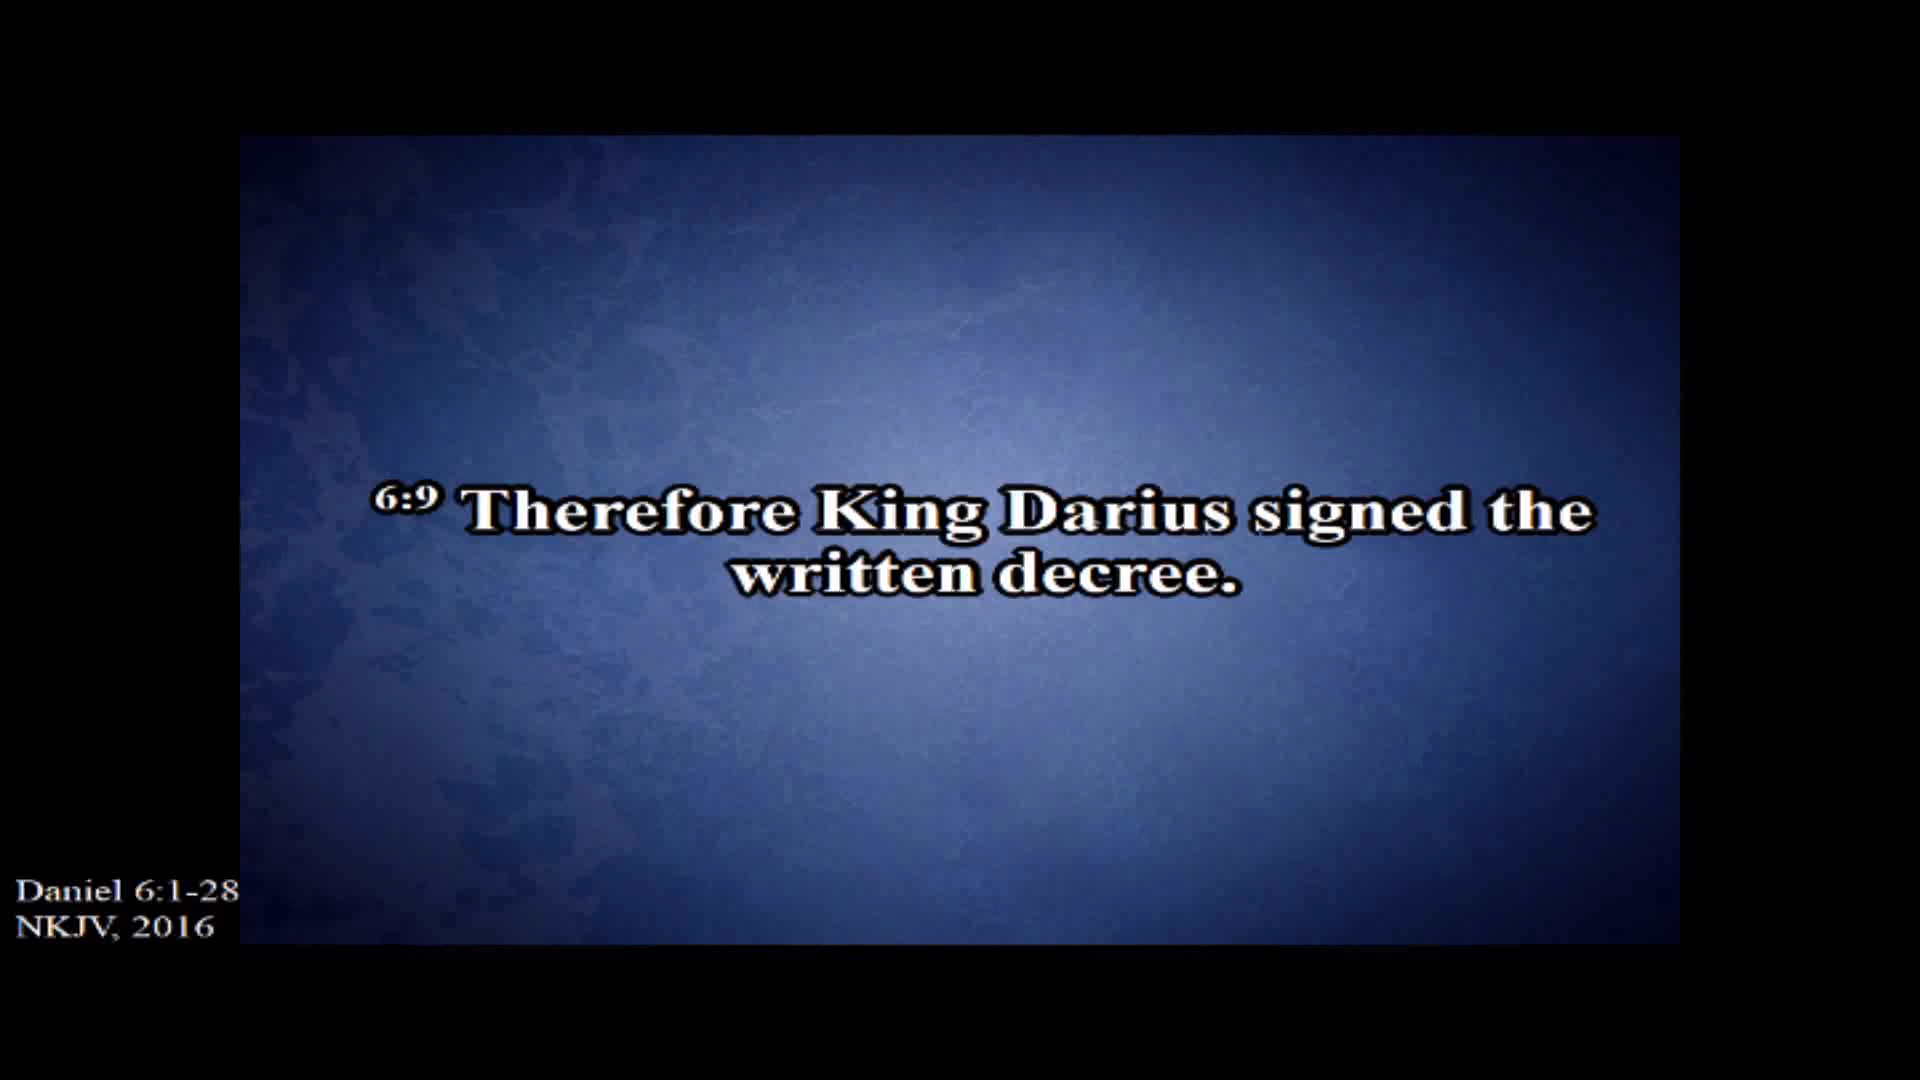 6:9 Therefore King Darius signed the
written decree.
Daniel 6:1-28
NKJV, 2016